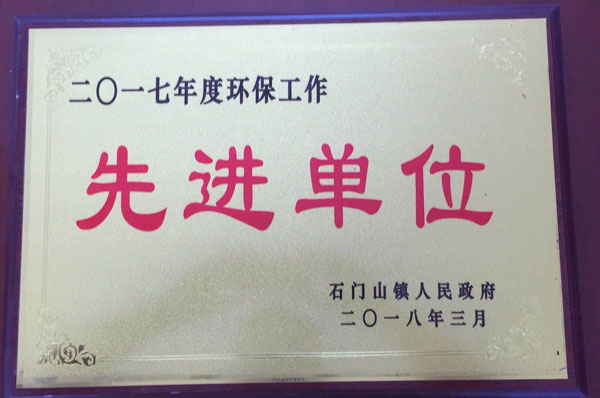 二〇一七年度环保工作
先进单位
石门山镇人民政府
二〇一八年三月